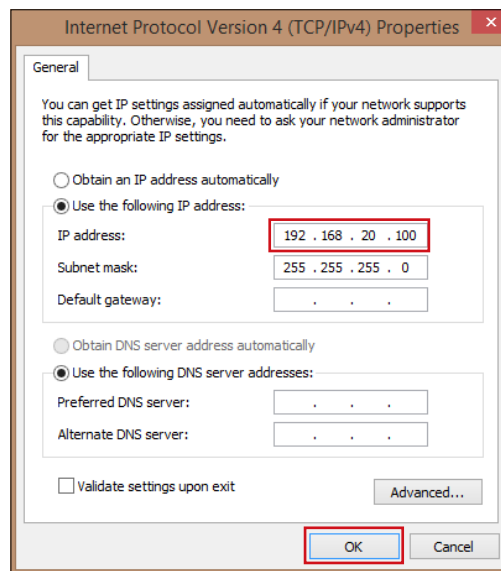 Internet Protocol Version 4 (TCP/IPv4) Properties
General
You can get IP settings assigned automatically if your network supports
this capability. Otherwise, you need to ask your network administrator
for the appropriate IP settings.
Obtain an IP address automatically
Use the following IP address:
IP address: 192 . 168 . 20 . 100
Subnet mask: 255 . 255 . 255 . 0
Default gateway: . . .
Obtain DNS server address automatically
Use the following DNS server addresses:
Preferred DNS server: . . .
Alternate DNS server: . . .
Validate settings upon exit
Advanced...
OK Cancel